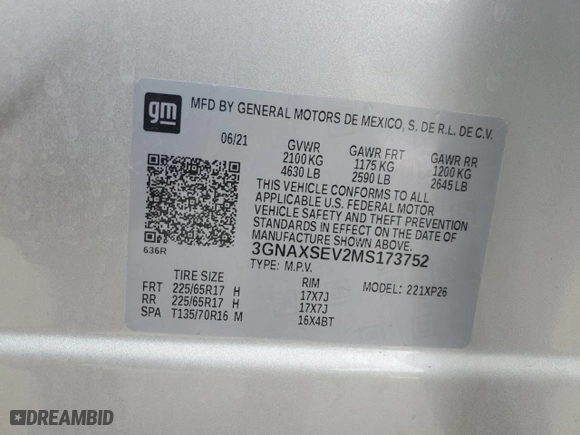 gm MFD BY GENERAL MOTORS DE MEXICO, S. DE R.L. DE C.V.
06/21 GVWR GAWR FRT GAWR RR
2100 KG 1175 KG 1200 KG
4630 LB 2590 LB 2645 LB
THIS VEHICLE CONFORMS TO ALL
APPLICABLE U.S. FEDERAL MOTOR
VEHICLE SAFETY AND THEFT PREVENTION
STANDARDS IN EFFECT ON THE DATE OF
MANUFACTURE SHOWN ABOVE.
636R 3GNAXSEV2MS173752
TYPE: M.P.V.
TIRE SIZE RIM MODEL: 221XP26
FRT 225/65R17 H 17X7J
RR 225/65R17 H 17X7J
SPA T135/70R16 M 16X4BT
DREAMBID